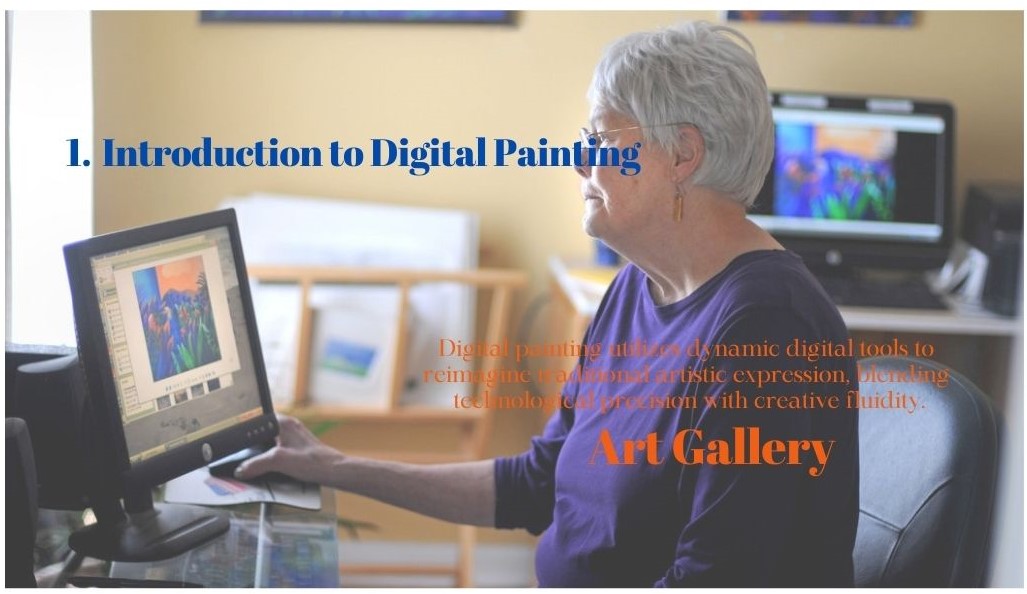 1. Introduction to Digital Painting
Digital painting utilizes dynamic digital tools to
reimagine traditional artistic expression, blending
technological precision with creative fluidity.
Art Gallery